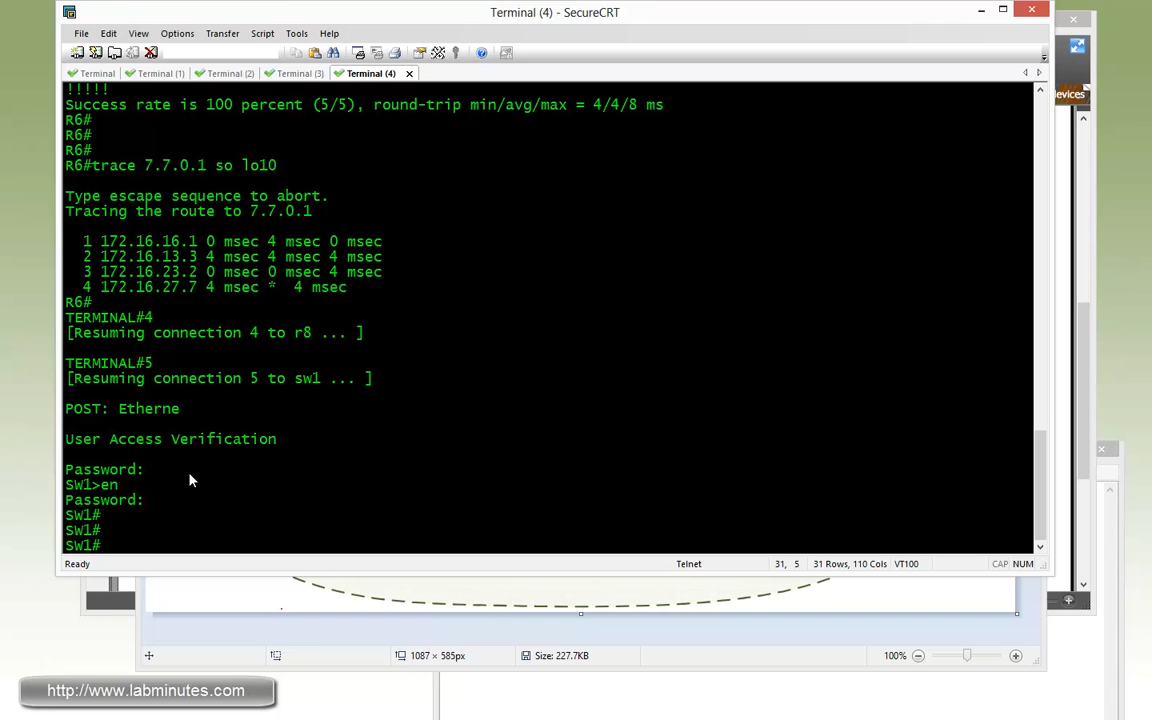 Terminal (4) - SecureCRT
File Edit View Options Transfer Script Tools Help
Terminal Terminal (1) Terminal (2) Terminal (3) Terminal (4)
!!!!!
Success rate is 100 percent (5/5), round-trip min/avg/max = 4/4/8 ms
R6#
R6#
R6#
R6#trace 7.7.0.1 so lo10
Type escape sequence to abort.
Tracing the route to 7.7.0.1
1 172.16.16.1 0 msec 4 msec 0 msec
2 172.16.13.3 4 msec 4 msec 4 msec
3 172.16.23.2 0 msec 0 msec 4 msec
4 172.16.27.7 4 msec * 4 msec
R6#
TERMINAL#4
[Resuming connection 4 to r8 ... ]
TERMINAL#5
[Resuming connection 5 to sw1 ... ]
POST: Etherne
User Access Verification
Password:
SW1>en
Password:
SW1#
SW1#
SW1#
Ready Telnet 31, 5 31 Rows, 110 Cols VT100 CAP NUM
devices
1087 × 585px Size: 227.7KB 100%
http://www.labminutes.com